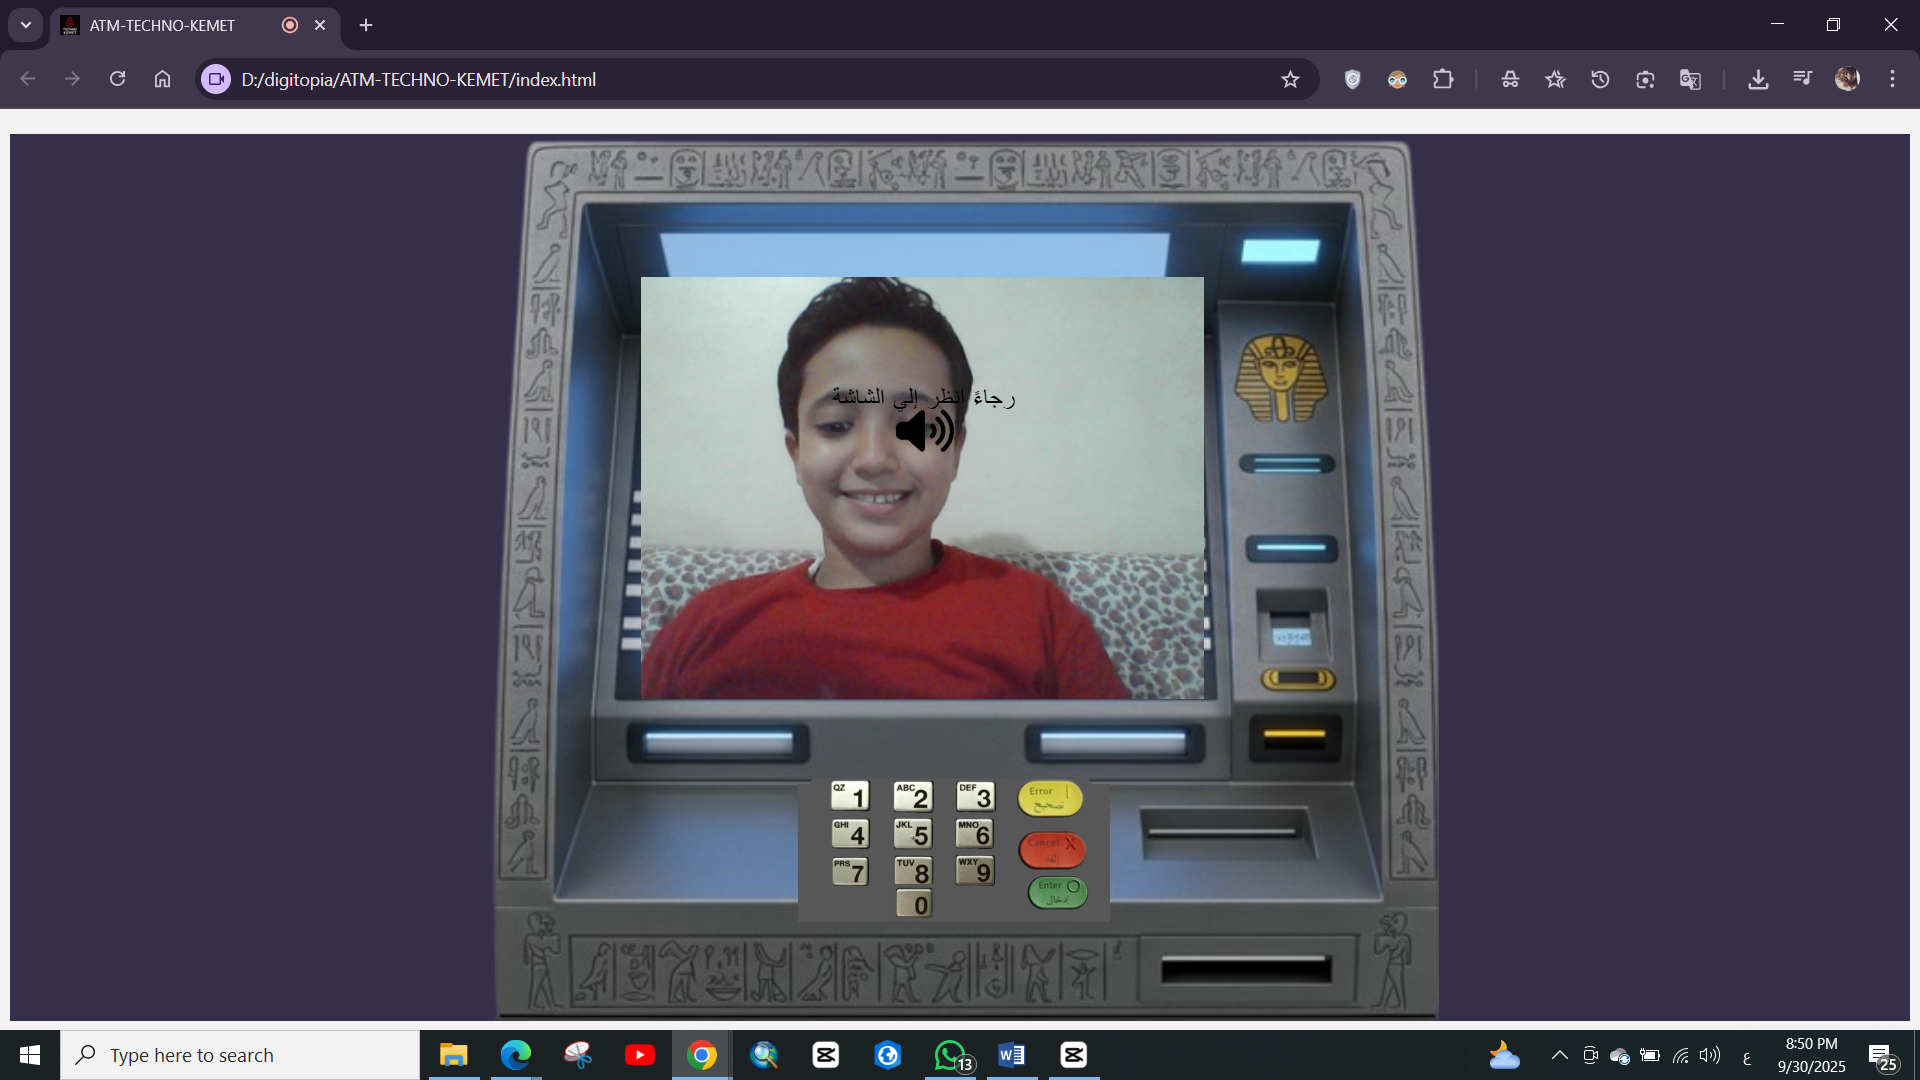 ATM-TECHNO-KEMET
D:/digitopia/ATM-TECHNO-KEMET/index.html
رجاءً انظر إلي الشاشة
QZ 1 ABC 2 DEF 3 Error تصحيح
GHI 4 JKL 5 MNO 6 Cancel X إلغاء
PRS 7 TUV 8 WXY 9 Enter O إدخال
0
Type here to search
13
ع
8:50 PM
9/30/2025
25